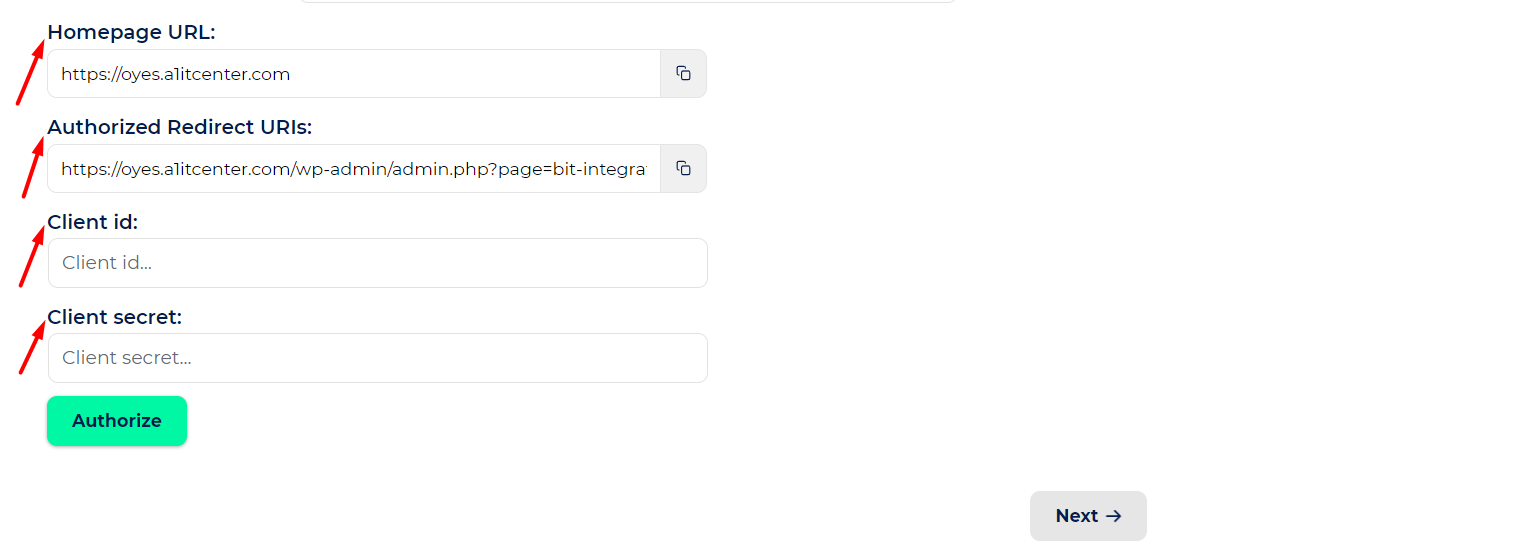 Homepage URL:
https://oyes.a1itcenter.com
Authorized Redirect URIs:
https://oyes.a1itcenter.com/wp-admin/admin.php?page=bit-integra
Client id:
Client id...
Client secret:
Client secret...
Authorize
Next →